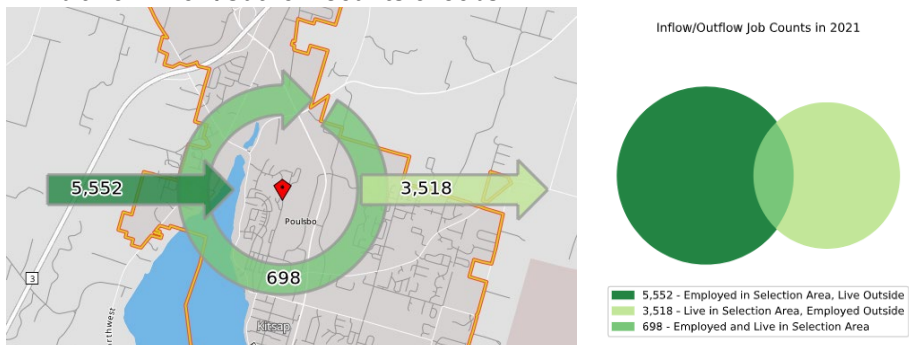 Inflow/Outflow Job Counts in 2021
5,552
3,518
Poulsbo
698
3
Kitsap
5,552 - Employed in Selection Area, Live Outside
3,518 - Live in Selection Area, Employed Outside
698 - Employed and Live in Selection Area